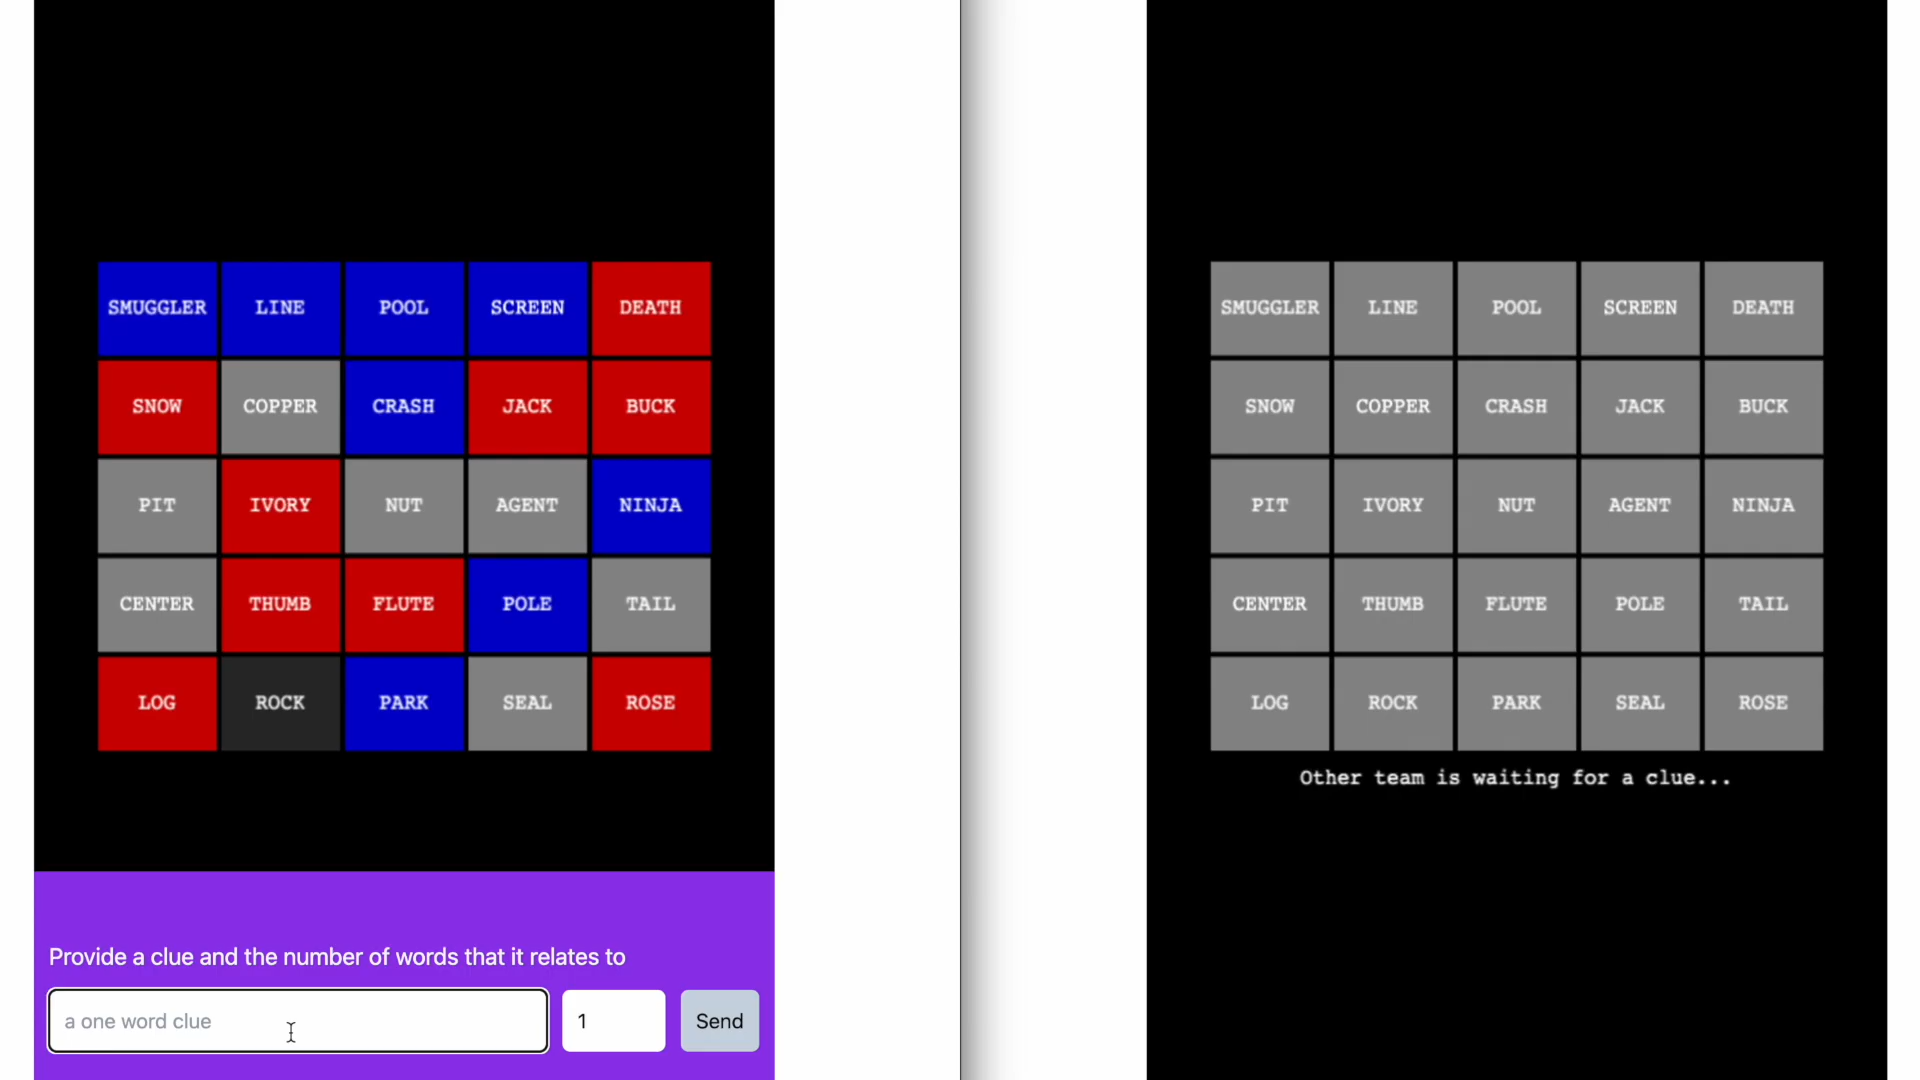 SMUGGLER LINE POOL SCREEN DEATH
SNOW COPPER CRASH JACK BUCK
PIT IVORY NUT AGENT NINJA
CENTER THUMB FLUTE POLE TAIL
LOG ROCK PARK SEAL ROSE
Provide a clue and the number of words that it relates to
a one word clue 1 Send
SMUGGLER LINE POOL SCREEN DEATH
SNOW COPPER CRASH JACK BUCK
PIT IVORY NUT AGENT NINJA
CENTER THUMB FLUTE POLE TAIL
LOG ROCK PARK SEAL ROSE
Other team is waiting for a clue...